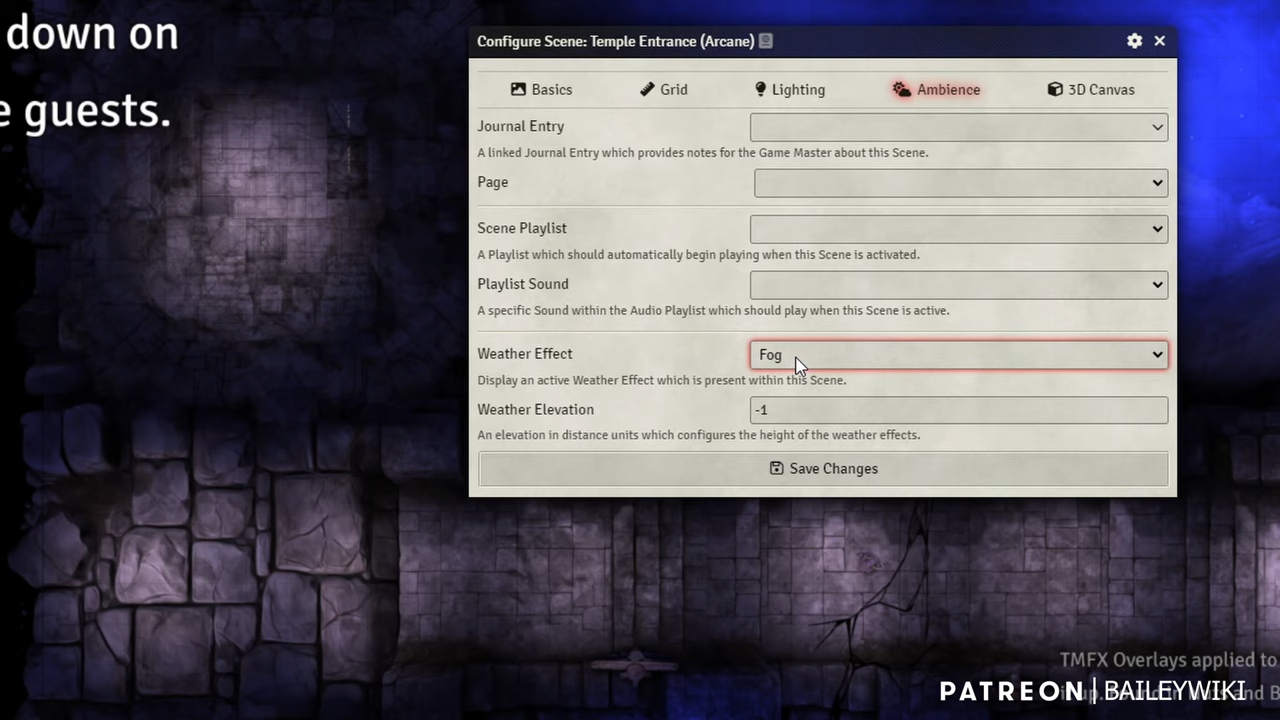 down on
e guests.
Configure Scene: Temple Entrance (Arcane)
Basics
Grid
Lighting
Ambience
3D Canvas
Journal Entry
A linked Journal Entry which provides notes for the Game Master about this Scene.
Page
Scene Playlist
A Playlist which should automatically begin playing when this Scene is activated.
Playlist Sound
A specific Sound within the Audio Playlist which should play when this Scene is active.
Weather Effect
Fog
Display an active Weather Effect which is present within this Scene.
Weather Elevation
-1
An elevation in distance units which configures the height of the weather effects.
Save Changes
TMFX Overlays applied to
PATREON | BAILEYWIKI